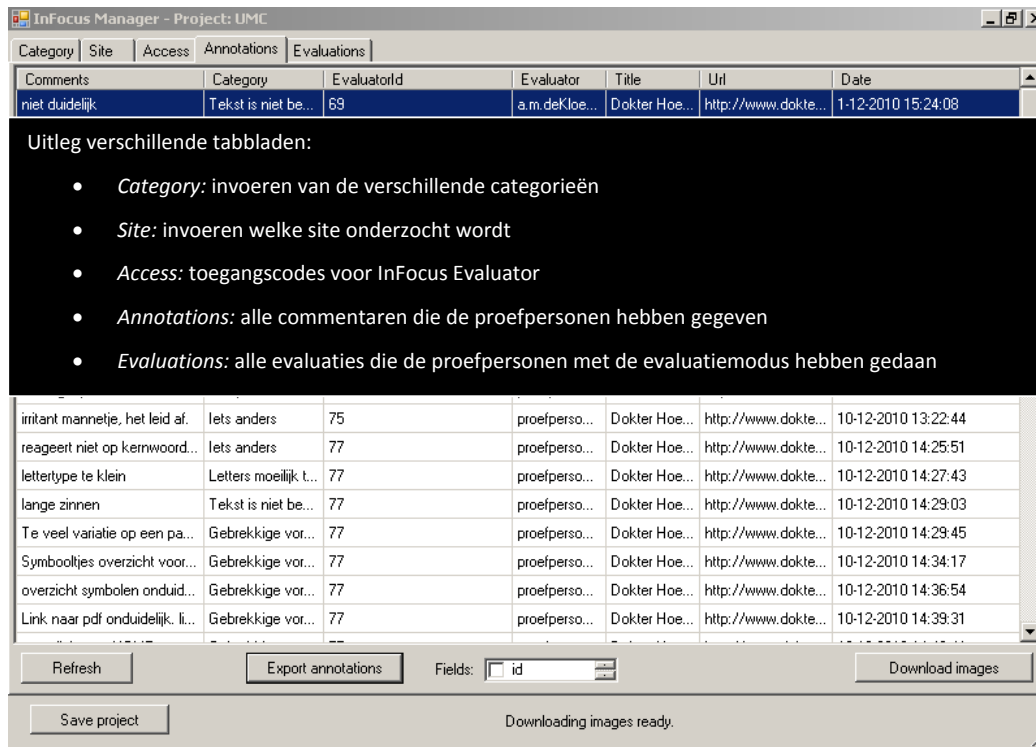 InFocus Manager - Project: UMC
Category Site Access Annotations Evaluations
Comments Category EvaluatorId Evaluator Title Url Date
niet duidelijk Tekst is niet be... 69 a.m.deKloe... Dokter Hoe... http://www.dokte... 1-12-2010 15:24:08
Uitleg verschillende tabbladen:
• Category: invoeren van de verschillende categorieën
• Site: invoeren welke site onderzocht wordt
• Access: toegangscodes voor InFocus Evaluator
• Annotations: alle commentaren die de proefpersonen hebben gegeven
• Evaluations: alle evaluaties die de proefpersonen met de evaluatiemodus hebben gedaan
irritant mannetje, het leid af. Iets anders 75 proefperso... Dokter Hoe... http://www.dokte... 10-12-2010 13:22:44
reageert niet op kernwoord... Iets anders 77 proefperso... Dokter Hoe... http://www.dokte... 10-12-2010 14:25:51
lettertype te klein Letters moeilijk t... 77 proefperso... Dokter Hoe... http://www.dokte... 10-12-2010 14:27:43
lange zinnen Tekst is niet be... 77 proefperso... Dokter Hoe... http://www.dokte... 10-12-2010 14:29:03
Te veel variatie op een pa... Gebrekkige vor... 77 proefperso... Dokter Hoe... http://www.dokte... 10-12-2010 14:29:45
Symbooltjes overzicht voor... Gebrekkige vor... 77 proefperso... Dokter Hoe... http://www.dokte... 10-12-2010 14:34:17
overzicht symbolen onduid... Gebrekkige vor... 77 proefperso... Dokter Hoe... http://www.dokte... 10-12-2010 14:36:54
Link naar pdf onduidelijk. li... Gebrekkige vor... 77 proefperso... Dokter Hoe... http://www.dokte... 10-12-2010 14:39:31
Refresh Export annotations Fields: id Download images
Save project Downloading images ready.